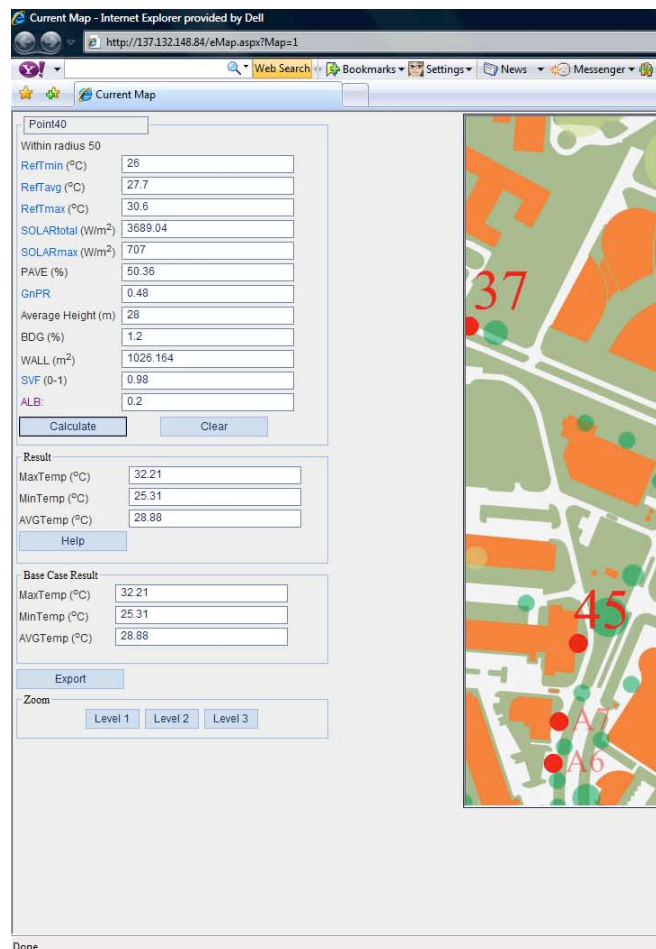 Current Map - Internet Explorer provided by Dell
http://137.132.148.84/eMap.aspx?Map=1
Y! Web Search Bookmarks Settings News Messenger
Current Map
Point40
Within radius 50
RefTmin (°C) 26
RefTavg (°C) 27.7
RefTmax (°C) 30.6
SOLARtotal (W/m²) 3689.04
SOLARmax (W/m²) 707
PAVE (%) 50.36
GnPR 0.48
Average Height (m) 28
BDG (%) 1.2
WALL (m²) 1026.164
SVF (0-1) 0.98
ALB: 0.2
Calculate Clear
Result
MaxTemp (°C) 32.21
MinTemp (°C) 25.31
AVGTemp (°C) 28.88
Help
Base Case Result
MaxTemp (°C) 32.21
MinTemp (°C) 25.31
AVGTemp (°C) 28.88
Export
Zoom
Level 1 Level 2 Level 3
37
45
A7
A6
Done